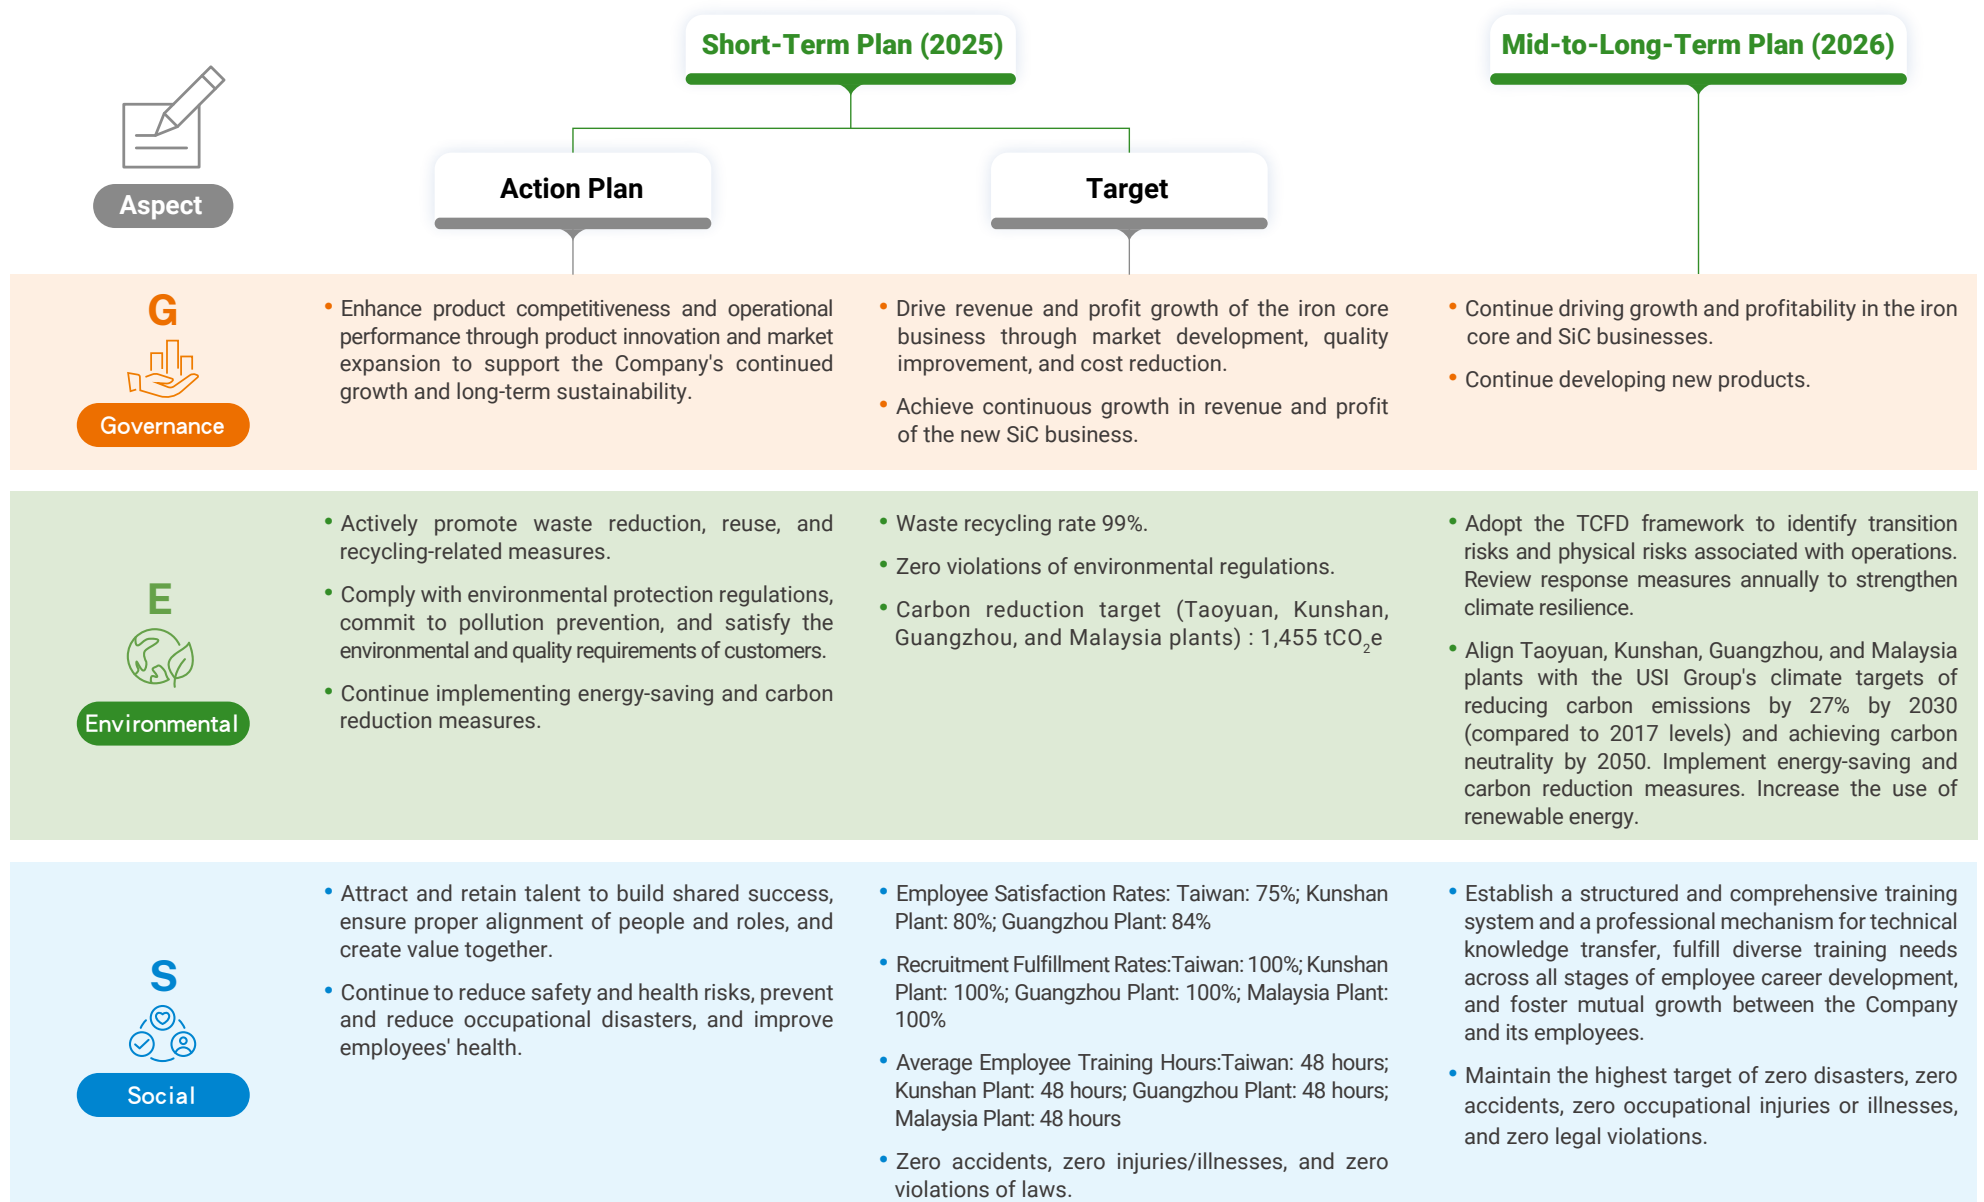 Short-Term Plan (2025)
Mid-to-Long-Term Plan (2026)
Aspect
Action Plan
Target
G
Governance
• Enhance product competitiveness and operational
performance through product innovation and market
expansion to support the Company's continued
growth and long-term sustainability.
• Drive revenue and profit growth of the iron core
business through market development, quality
improvement, and cost reduction.
• Achieve continuous growth in revenue and profit
of the new SiC business.
• Continue driving growth and profitability in the iron
core and SiC businesses.
• Continue developing new products.
E
Environmental
• Actively promote waste reduction, reuse, and
recycling-related measures.
• Comply with environmental protection regulations,
commit to pollution prevention, and satisfy the
environmental and quality requirements of customers.
• Continue implementing energy-saving and carbon
reduction measures.
• Waste recycling rate 99%.
• Zero violations of environmental regulations.
• Carbon reduction target (Taoyuan, Kunshan,
Guangzhou, and Malaysia plants) : 1,455 tCO₂e
• Adopt the TCFD framework to identify transition
risks and physical risks associated with operations.
Review response measures annually to strengthen
climate resilience.
• Align Taoyuan, Kunshan, Guangzhou, and Malaysia
plants with the USI Group's climate targets of
reducing carbon emissions by 27% by 2030
(compared to 2017 levels) and achieving carbon
neutrality by 2050. Implement energy-saving and
carbon reduction measures. Increase the use of
renewable energy.
S
Social
• Attract and retain talent to build shared success,
ensure proper alignment of people and roles, and
create value together.
• Continue to reduce safety and health risks, prevent
and reduce occupational disasters, and improve
employees' health.
• Employee Satisfaction Rates: Taiwan: 75%; Kunshan
Plant: 80%; Guangzhou Plant: 84%
• Recruitment Fulfillment Rates:Taiwan: 100%; Kunshan
Plant: 100%; Guangzhou Plant: 100%; Malaysia Plant:
100%
• Average Employee Training Hours:Taiwan: 48 hours;
Kunshan Plant: 48 hours; Guangzhou Plant: 48 hours;
Malaysia Plant: 48 hours
• Zero accidents, zero injuries/illnesses, and zero
violations of laws.
• Establish a structured and comprehensive training
system and a professional mechanism for technical
knowledge transfer, fulfill diverse training needs
across all stages of employee career development,
and foster mutual growth between the Company
and its employees.
• Maintain the highest target of zero disasters, zero
accidents, zero occupational injuries or illnesses,
and zero legal violations.